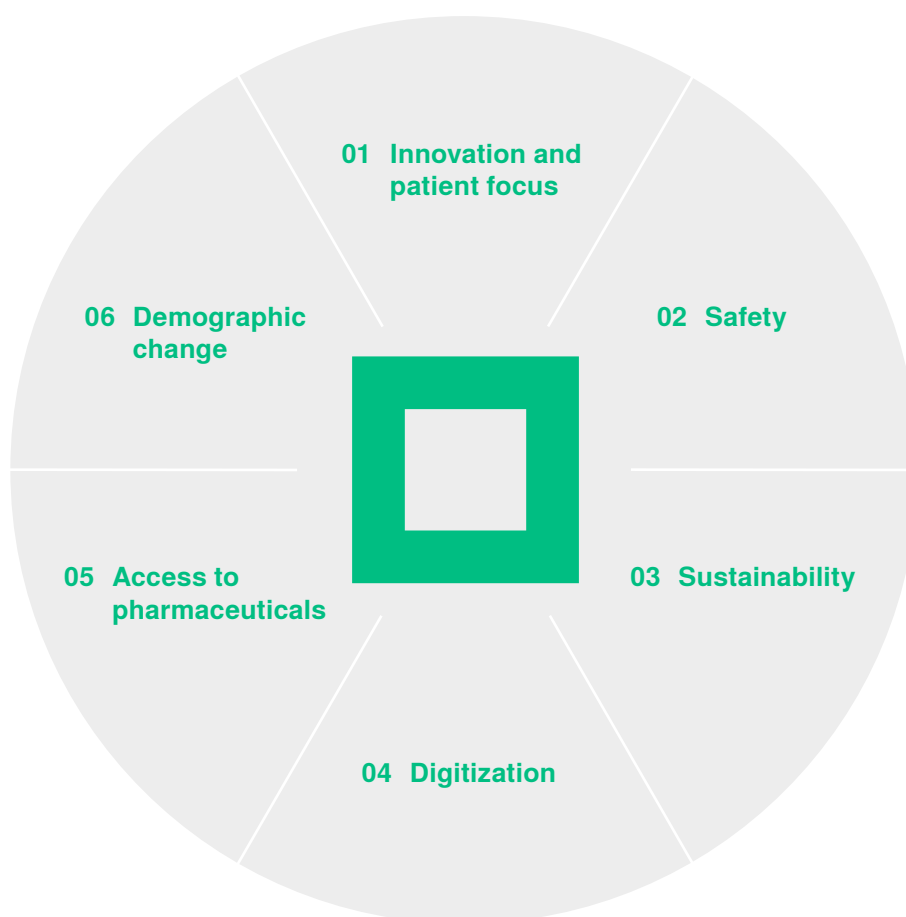 01 Innovation and
patient focus
02 Safety
03 Sustainability
04 Digitization
05 Access to
pharmaceuticals
06 Demographic
change